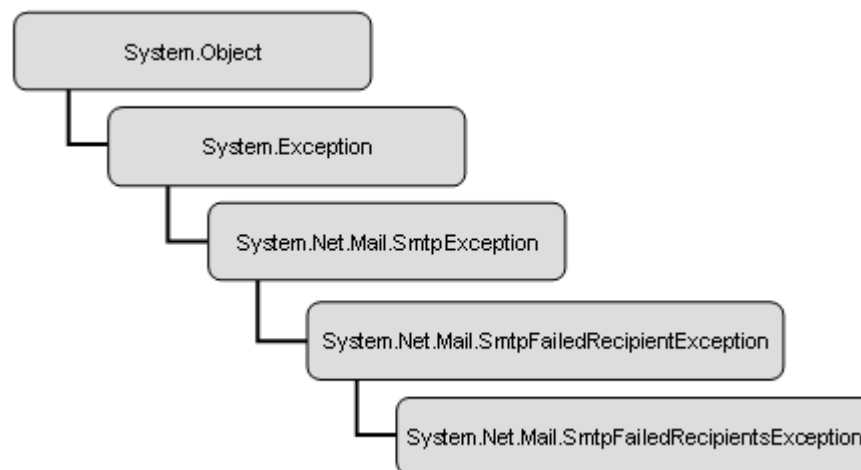 System.Object
System.Exception
System.Net.Mail.SmtpException
System.Net.Mail.SmtpFailedRecipientException
System.Net.Mail.SmtpFailedRecipientsException